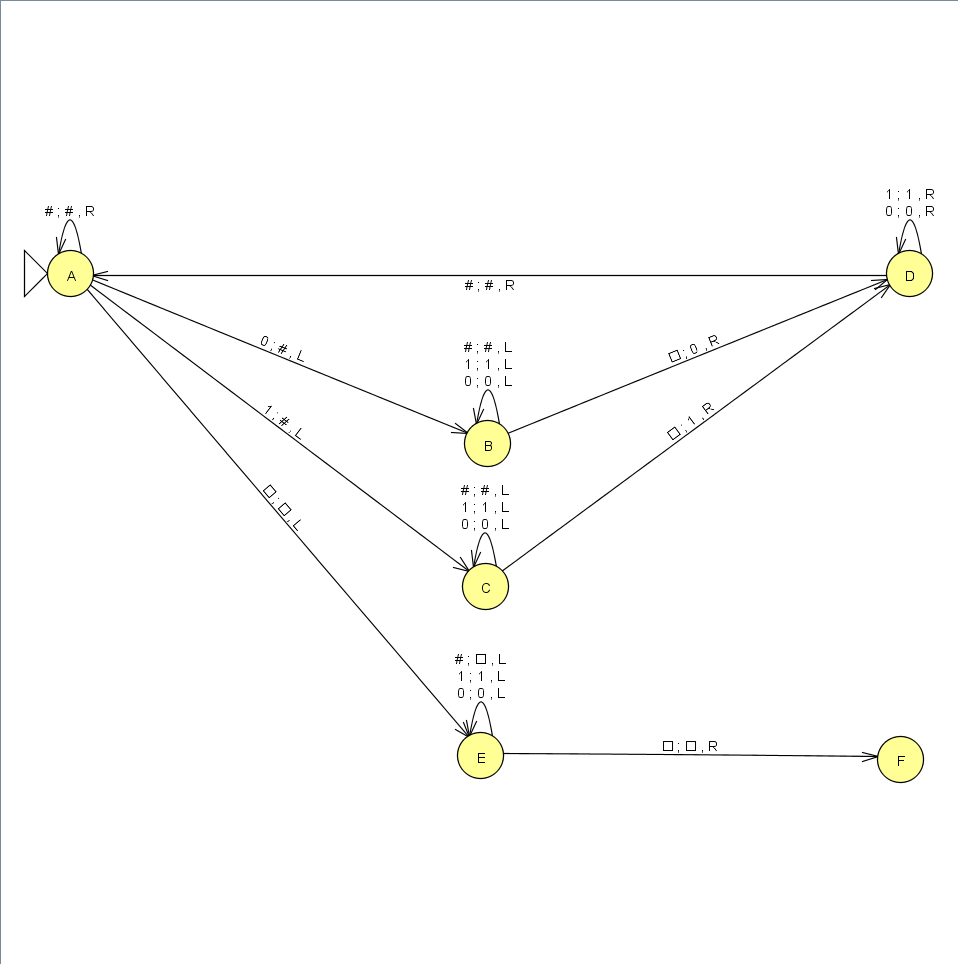 #;#,R
1;1,R
0;0,R
A
D
#;#,R
0;#,L
#;#,L
1;1,L
0;0,L
□;0,R
1;#,L
B
□;1,R
#;#,L
1;1,L
0;0,L
□;□,L
C
#;□,L
1;1,L
0;0,L
E
□;□,R
F